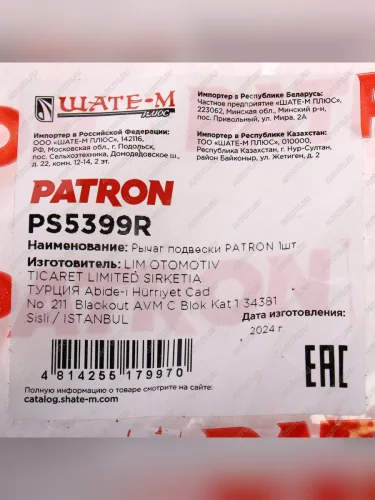 ШАТЕ-М
ПЛЮС
Импортер в Российской Федерации:
ООО «ШАТЕ-М ПЛЮС», 142116,
РФ, Московская обл., г. Подольск,
пос. Сельхозтехника, Домодедовское ш.,
д. 22, комн. 12-14, 2 эт.
Импортер в Республике Беларусь:
Частное предприятие «ШАТЕ-М ПЛЮС»,
223062, Минская обл., Минский р-н,
пос. Привольный, ул. Мира, 2А
Импортер в Республике Казахстан:
ТОО «ШАТЕ-М ПЛЮС», 010000,
Республика Казахстан, г. Нур-Султан,
район Байконыр, ул. Жетиген, д. 2
PATRON
PS5399R
Наименование: Рычаг подвески PATRON 1шт.
Изготовитель: LIM OTOMOTIV
TICARET LIMITED SIRKETIA
ТУРЦИЯ Abide-i Hürriyet Cad
No 211 Blackout AVM C Blok Kat 1 34381
Sisli / ISTANBUL
Дата изготовления:
2024 г.
4 814255 179970
EAC
Полную информацию о товаре смотрите на
catalog.shate-m.com